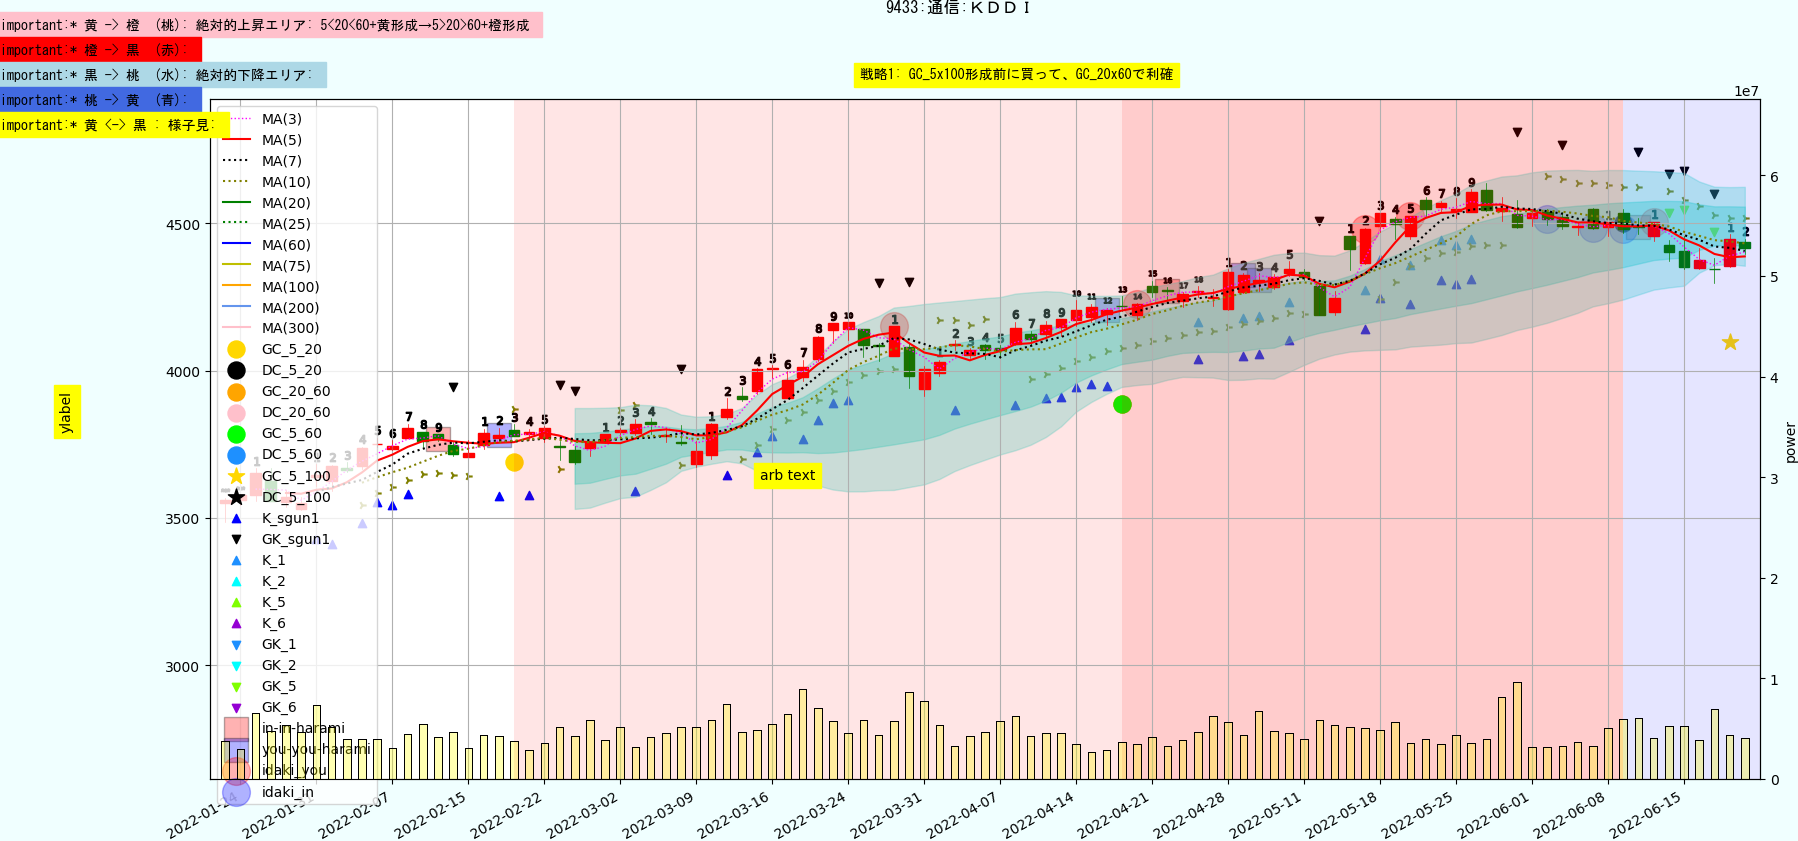 9433:通信:ＫＤＤＩ
important:* 黄 -> 橙 （桃）: 絶対的上昇エリア: 5<20<60+黄形成→5>20>60+橙形成
important:* 橙 -> 黒 （赤）:
important:* 黒 -> 桃 （水）: 絶対的下降エリア:
戦略1: GC_5x100形成前に買って、GC_20x60で利確
important:* 桃 -> 黄 （青）:
important:* 黄 <-> 黒 : 様子見:
1e7
MA(3)
MA(5)
MA(7)
MA(10)
MA(20)
MA(25)
MA(60)
MA(75)
MA(100)
MA(200)
MA(300)
GC_5_20
DC_5_20
GC_20_60
DC_20_60
GC_5_60
DC_5_60
GC_5_100
DC_5_100
K_sgun1
GK_sgun1
K_1
K_2
K_5
K_6
GK_1
GK_2
GK_5
GK_6
in-in-harami
you-you-harami
idaki_you
idaki_in
4500
4000
3500
3000
ylabel
arb text
6
5
4
3
2
1
0
power
2022-01-31
2022-02-07
2022-02-15
2022-02-22
2022-03-02
2022-03-09
2022-03-16
2022-03-24
2022-03-31
2022-04-07
2022-04-14
2022-04-21
2022-04-28
2022-05-11
2022-05-18
2022-05-25
2022-06-01
2022-06-08
2022-06-15